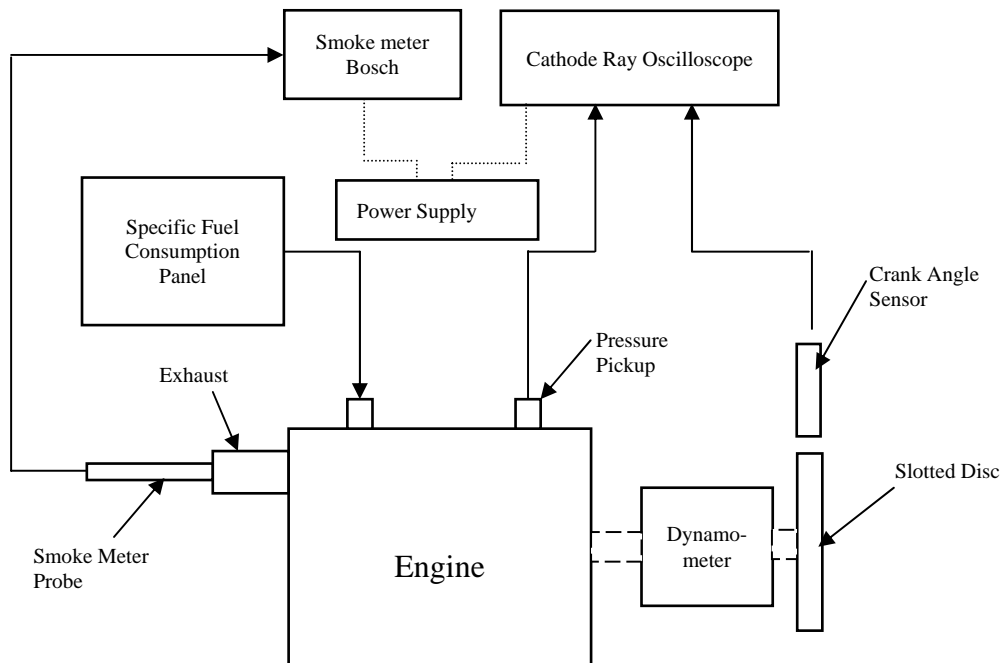 Smoke meter
Bosch
Cathode Ray Oscilloscope
Power Supply
Specific Fuel
Consumption
Panel
Crank Angle
Sensor
Pressure
Pickup
Exhaust
Slotted Disc
Smoke Meter
Probe
Engine
Dynamo-
meter